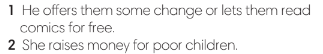 1 He offers them some change or lets them read
comics for free.
2 She raises money for poor children.